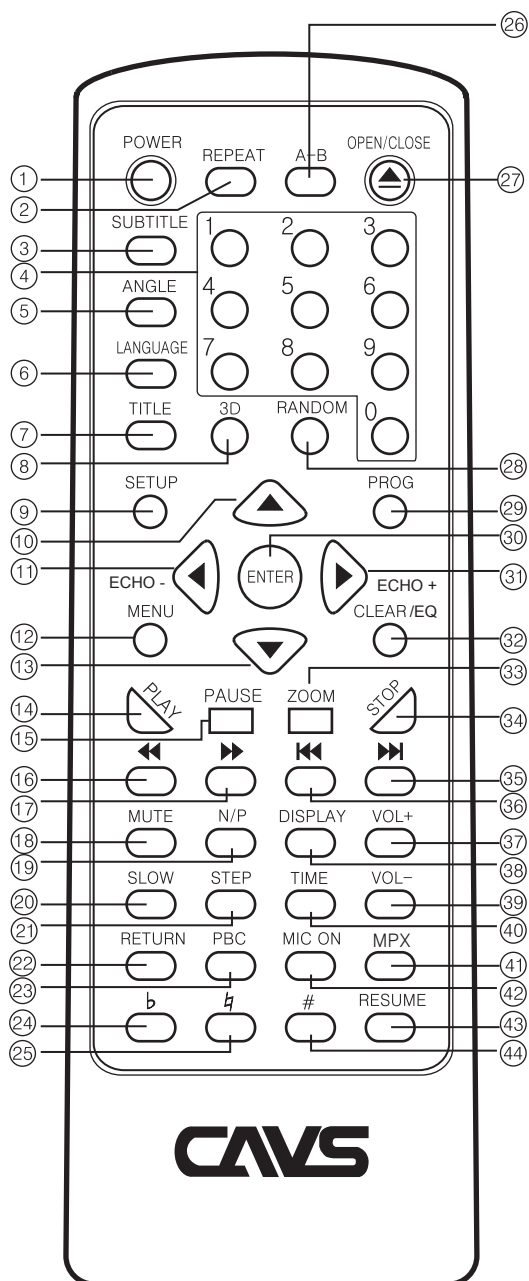 ㉖
POWER REPEAT A-B OPEN/CLOSE
① ㉗
②
SUBTITLE 1 2 3
③
④
ANGLE 4 5 6
⑤
LANGUAGE 7 8 9
⑥
TITLE 3D RANDOM 0
⑦
⑧ ㉘
SETUP PROG
⑨ ㉙
⑩ ㉚
⑪ ENTER ㉛
ECHO - ECHO +
MENU CLEAR/EQ
⑫ ㉜
⑬ ㉝
PLAY PAUSE ZOOM STOP
⑭ ㉞
⑮
◀◀ ▶▶ |◀◀ ▶▶|
⑯ ㉟
⑰ ㊱
MUTE N/P DISPLAY VOL+
⑱ ㊲
⑲ ㊳
SLOW STEP TIME VOL-
⑳ ㊴
㉑ ㊵
RETURN PBC MIC ON MPX
㉒ ㊶
㉓ ㊷
♭ ♮ # RESUME
㉔ ㊸
㉕ ㊹
CAVS